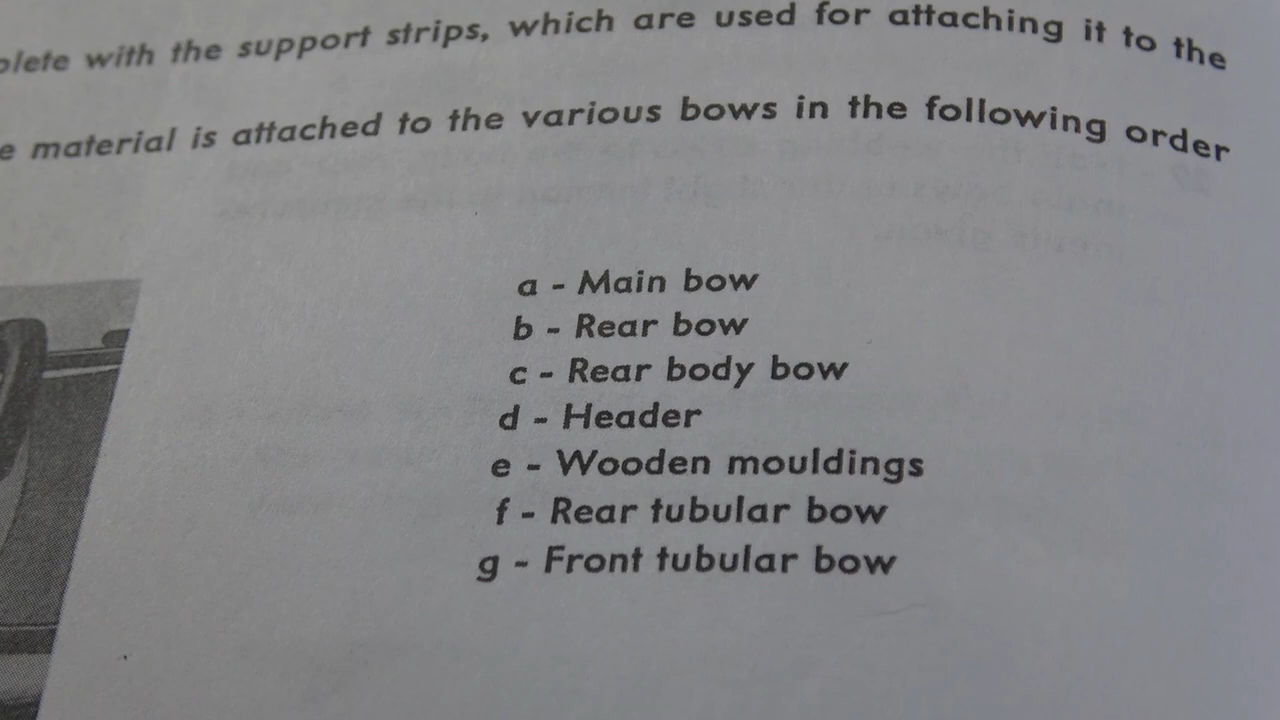 with the support strips, which are used for attaching it to the
material is attached to the various bows in the following order
a - Main bow
b - Rear bow
c - Rear body bow
d - Header
e - Wooden mouldings
f - Rear tubular bow
g - Front tubular bow